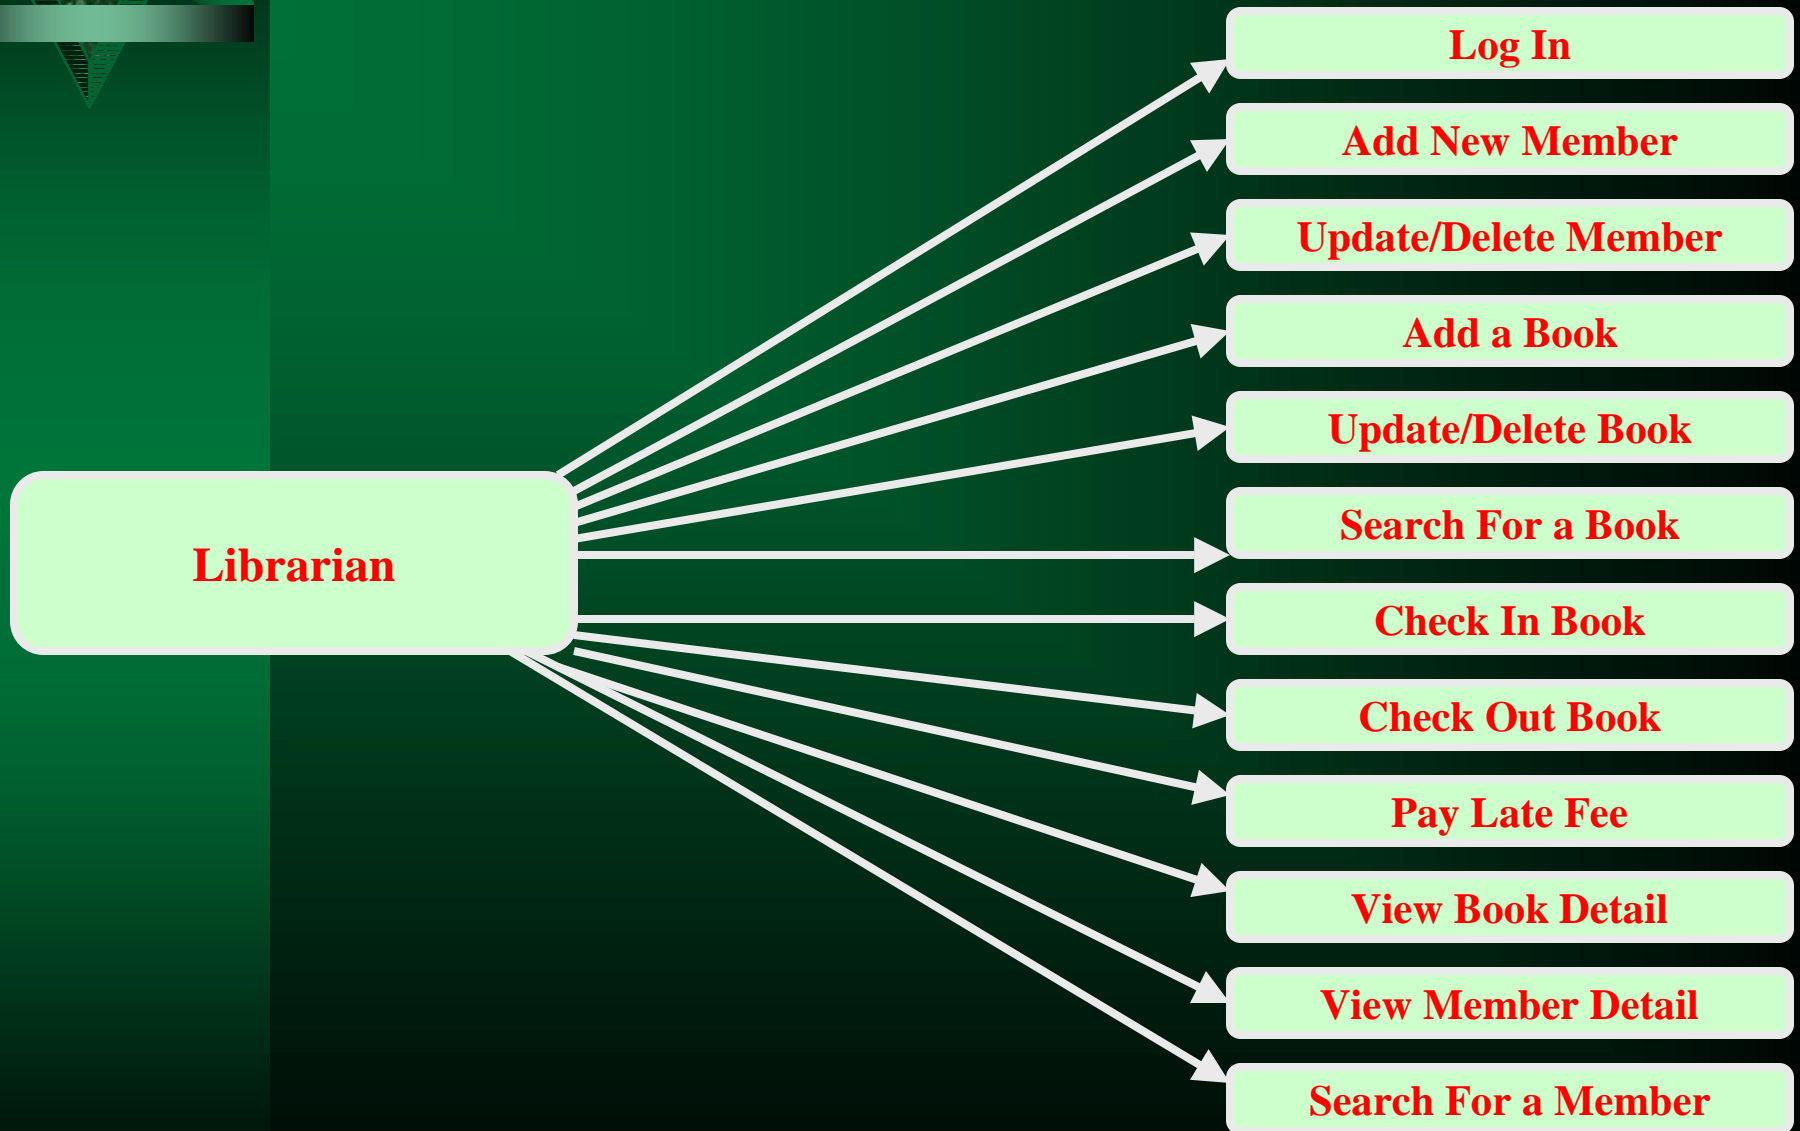 Log In
Add New Member
Update/Delete Member
Add a Book
Update/Delete Book
Search For a Book
Librarian
Check In Book
Check Out Book
Pay Late Fee
View Book Detail
View Member Detail
Search For a Member